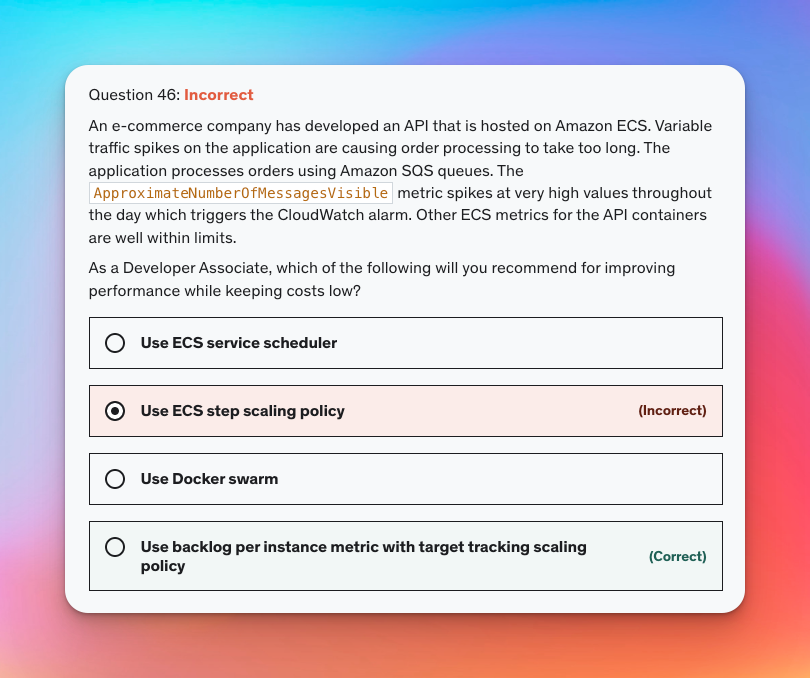 Question 46: Incorrect
An e-commerce company has developed an API that is hosted on Amazon ECS. Variable
traffic spikes on the application are causing order processing to take too long. The
application processes orders using Amazon SQS queues. The
ApproximateNumberOfMessagesVisible metric spikes at very high values throughout
the day which triggers the CloudWatch alarm. Other ECS metrics for the API containers
are well within limits.
As a Developer Associate, which of the following will you recommend for improving
performance while keeping costs low?
Use ECS service scheduler
Use ECS step scaling policy (Incorrect)
Use Docker swarm
Use backlog per instance metric with target tracking scaling
policy
(Correct)